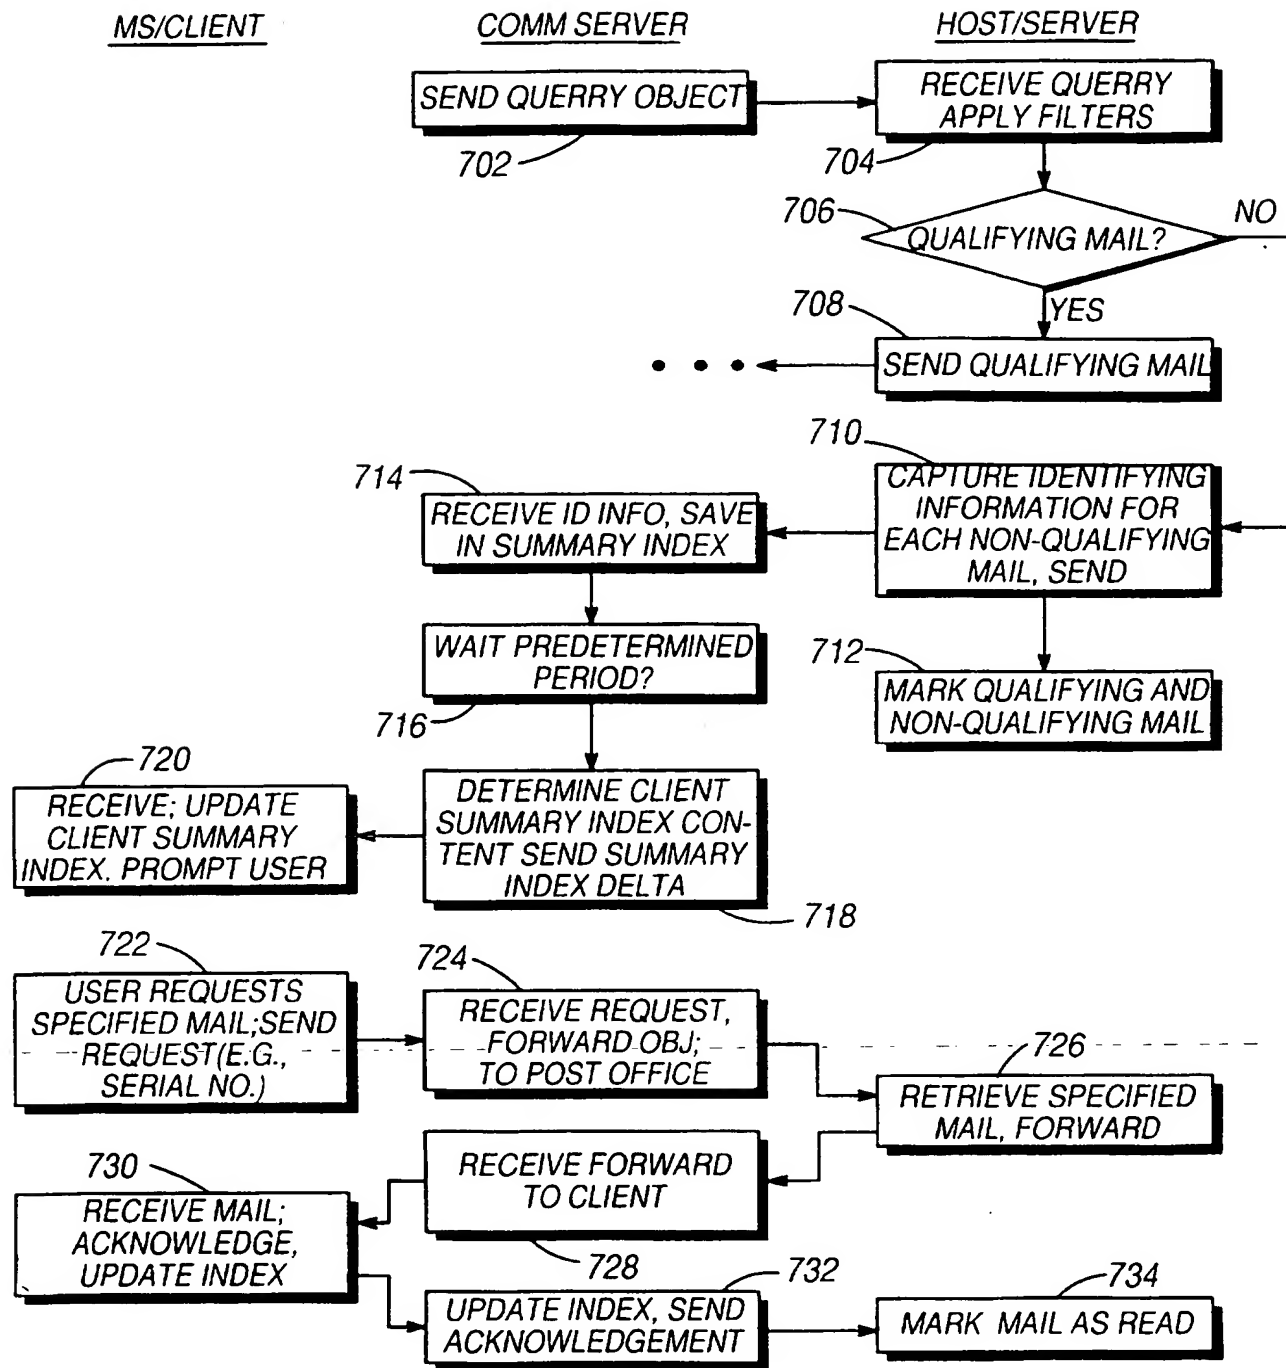 MS/CLIENT
COMM SERVER
HOST/SERVER
SEND QUERRY OBJECT
702
RECEIVE QUERRY
APPLY FILTERS
704
706
QUALIFYING MAIL?
NO
YES
708
SEND QUALIFYING MAIL
710
CAPTURE IDENTIFYING
INFORMATION FOR
EACH NON-QUALIFYING
MAIL, SEND
714
RECEIVE ID INFO, SAVE
IN SUMMARY INDEX
712
MARK QUALIFYING AND
NON-QUALIFYING MAIL
WAIT PREDETERMINED
PERIOD?
716
DETERMINE CLIENT
SUMMARY INDEX CON-
TENT SEND SUMMARY
INDEX DELTA
718
720
RECEIVE; UPDATE
CLIENT SUMMARY
INDEX. PROMPT USER
722
USER REQUESTS
SPECIFIED MAIL;SEND
REQUEST(E.G.,
SERIAL NO.)
724
RECEIVE REQUEST,
FORWARD OBJ;
TO POST OFFICE
726
RETRIEVE SPECIFIED
MAIL, FORWARD
RECEIVE FORWARD
TO CLIENT
728
730
RECEIVE MAIL;
ACKNOWLEDGE,
UPDATE INDEX
732
UPDATE INDEX, SEND
ACKNOWLEDGEMENT
734
MARK MAIL AS READ